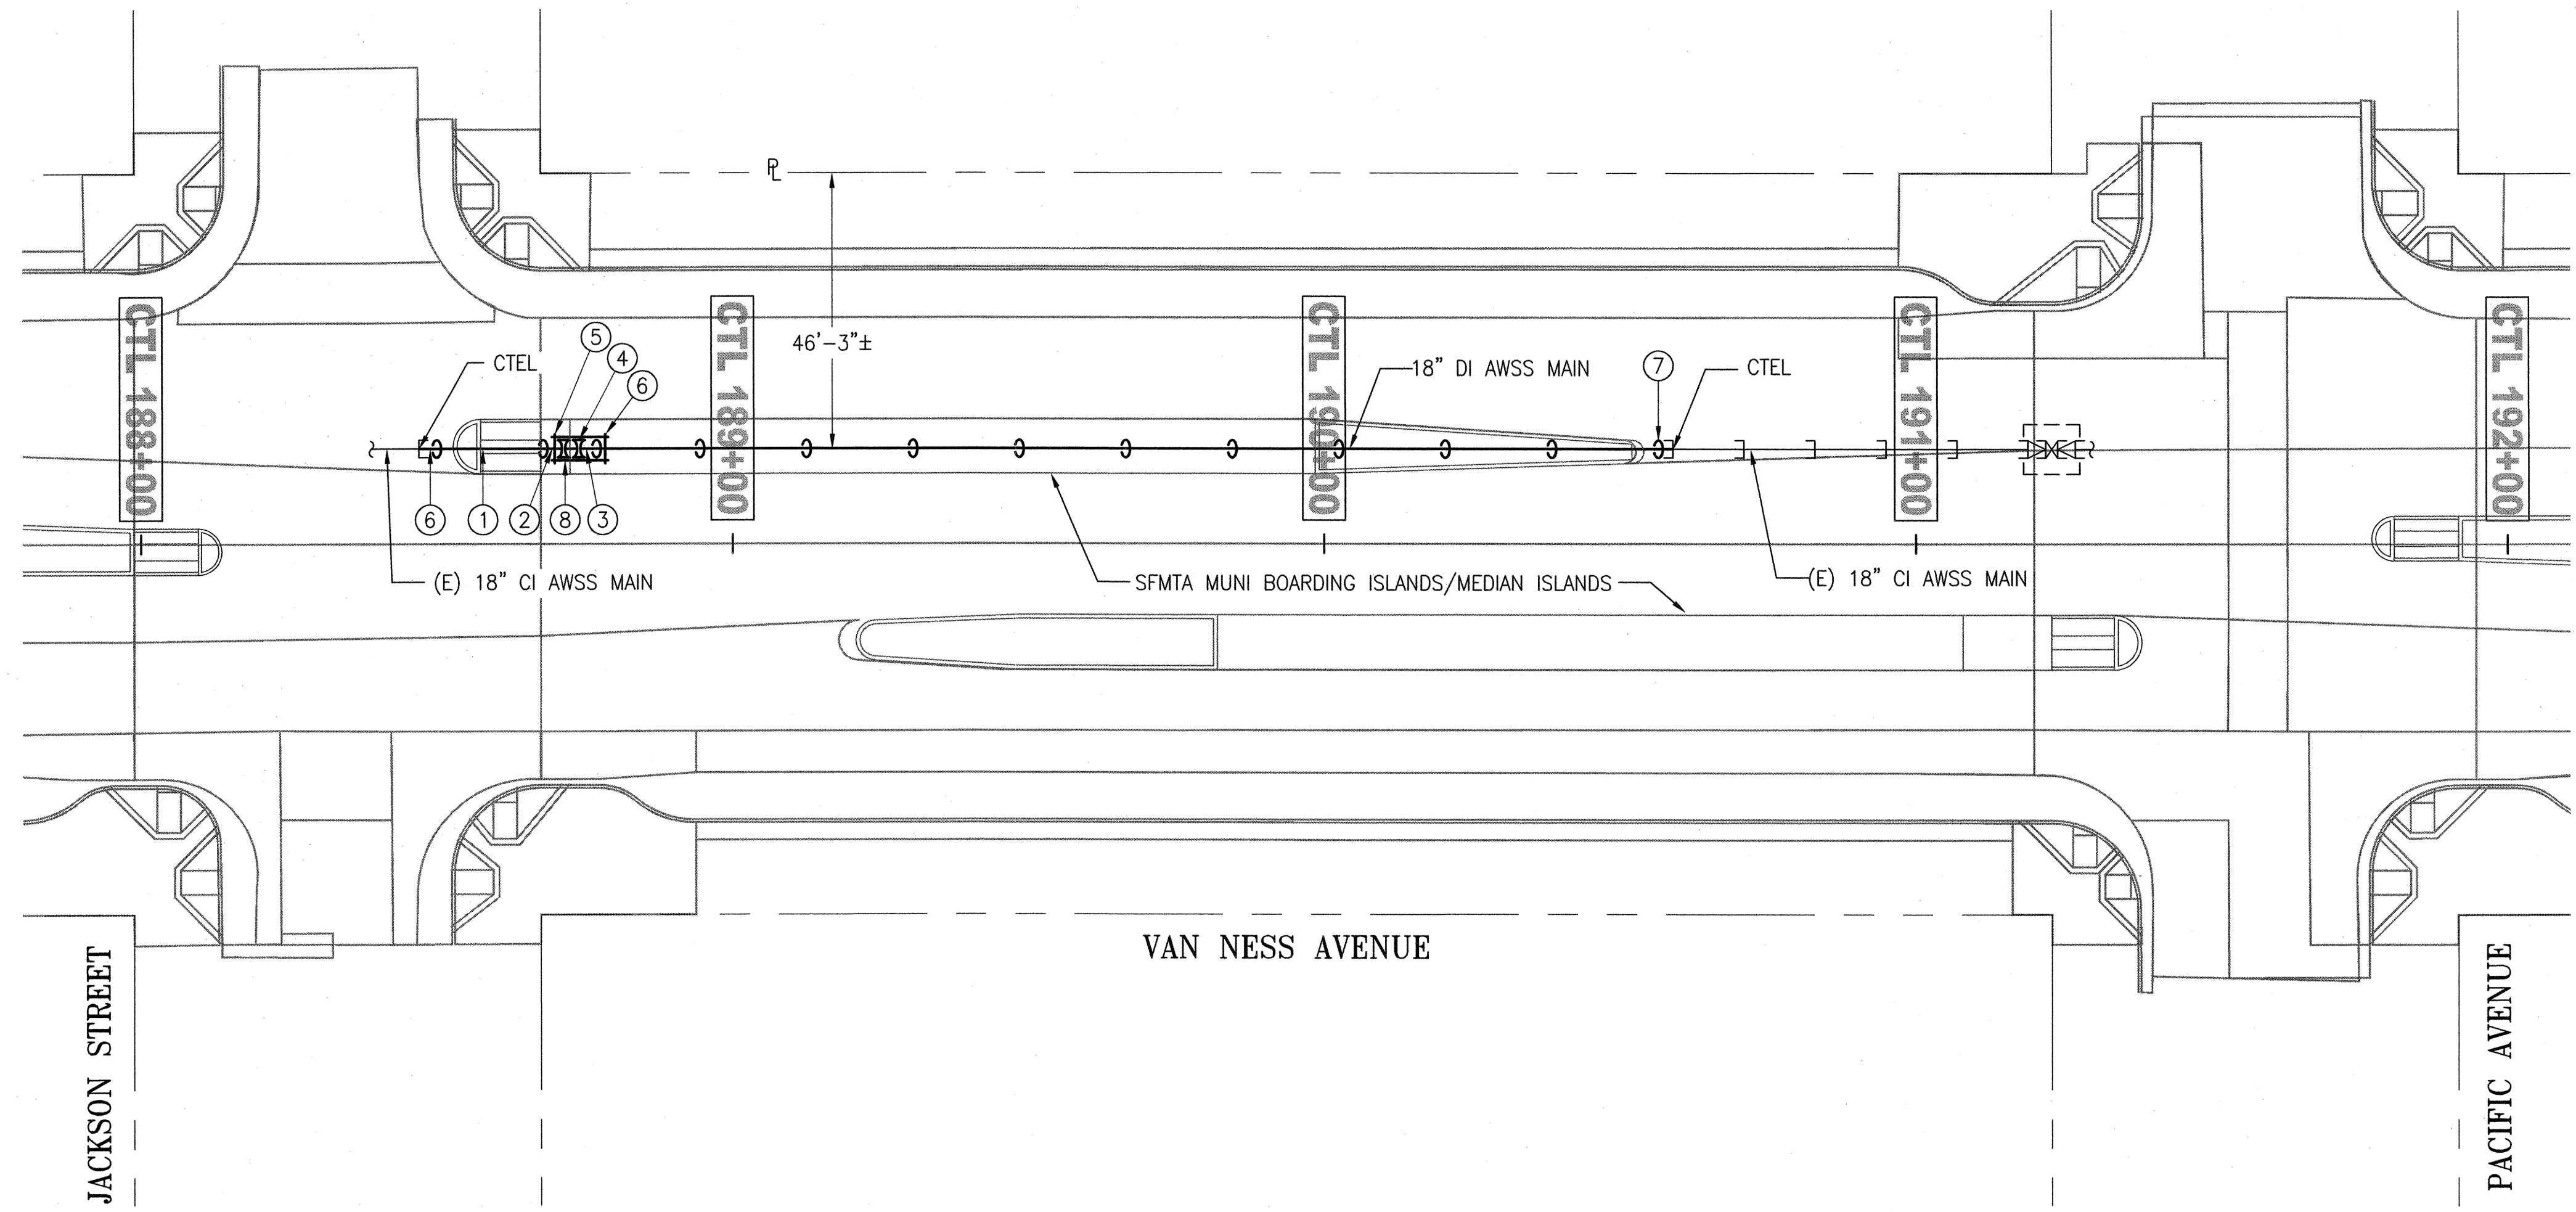 PL
CTL 188+00
CTL 189+00
CTL 190+00
CTL 191+00
CTL 192+00
46'-3"±
5
4
6
CTEL
18" DI AWSS MAIN
7
CTEL
6
1
2
8
3
(E) 18" CI AWSS MAIN
SFMTA MUNI BOARDING ISLANDS/MEDIAN ISLANDS
(E) 18" CI AWSS MAIN
VAN NESS AVENUE
JACKSON STREET
PACIFIC AVENUE